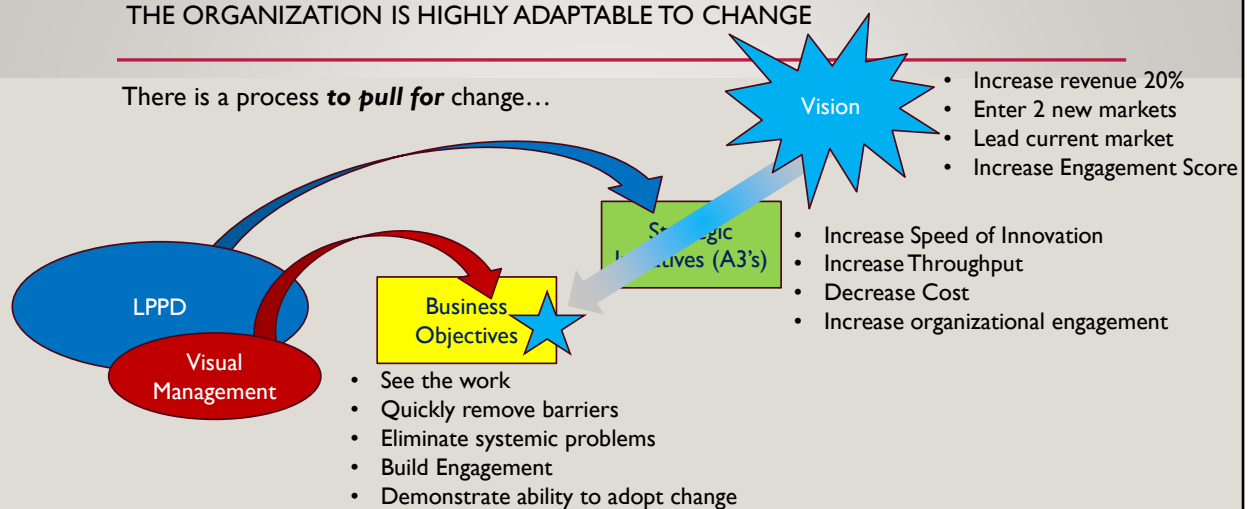 THE ORGANIZATION IS HIGHLY ADAPTABLE TO CHANGE
There is a process to pull for change…
Vision
• Increase revenue 20%
• Enter 2 new markets
• Lead current market
• Increase Engagement Score
(A3's)
• Increase Speed of Innovation
• Increase Throughput
• Decrease Cost
• Increase organizational engagement
LPPD
Visual
Management
Business
Objectives
• See the work
• Quickly remove barriers
• Eliminate systemic problems
• Build Engagement
• Demonstrate ability to adopt change